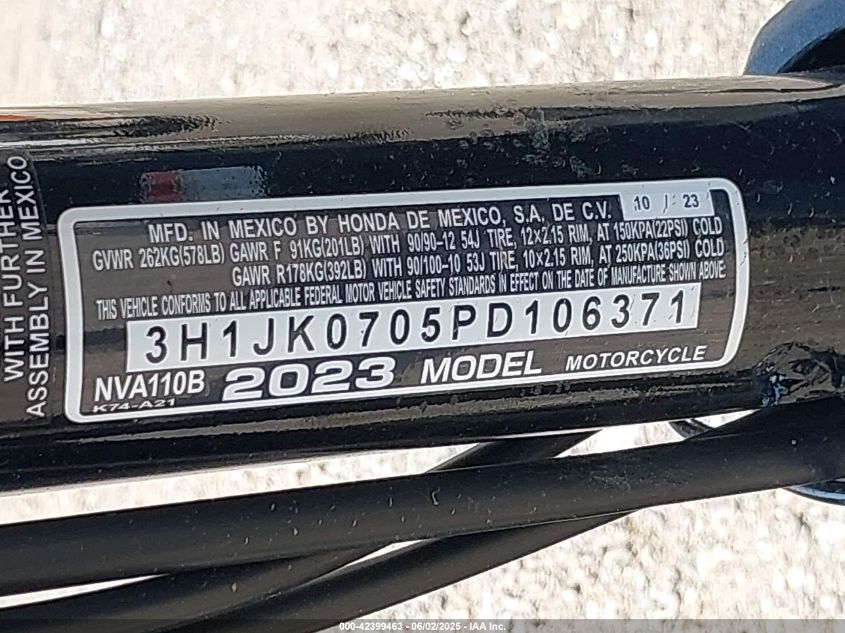 WITH FURTHER
ASSEMBLY IN MEXICO
MFD. IN MEXICO BY HONDA DE MEXICO, S.A. DE C.V. 10 / 23
GVWR 262KG(578LB) GAWR F 91KG(201LB) WITH 90/90-12 54J TIRE, 12×2.15 RIM, AT 150KPA(22PSI) COLD
GAWR R178KG(392LB) WITH 90/100-10 53J TIRE, 10×2.15 RIM, AT 250KPA(36PSI) COLD
THIS VEHICLE CONFORMS TO ALL APPLICABLE FEDERAL MOTOR VEHICLE SAFETY STANDARDS IN EFFECT ON THE DATE OF MANUFACTURE SHOWN ABOVE.
3H1JK0705PD106371
NVA110B 2023 MODEL MOTORCYCLE
K74-A21
000-42399463 - 06/02/2025 - IAA Inc.